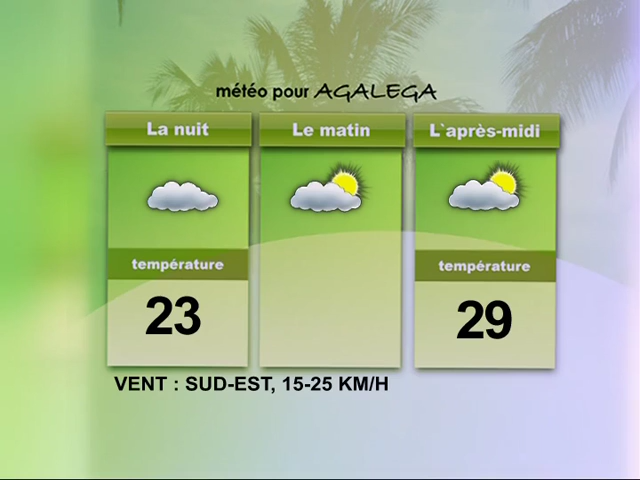 météo pour AGALEGA
La nuit
Le matin
L`après-midi
température
température
23
29
VENT : SUD-EST, 15-25 KM/H